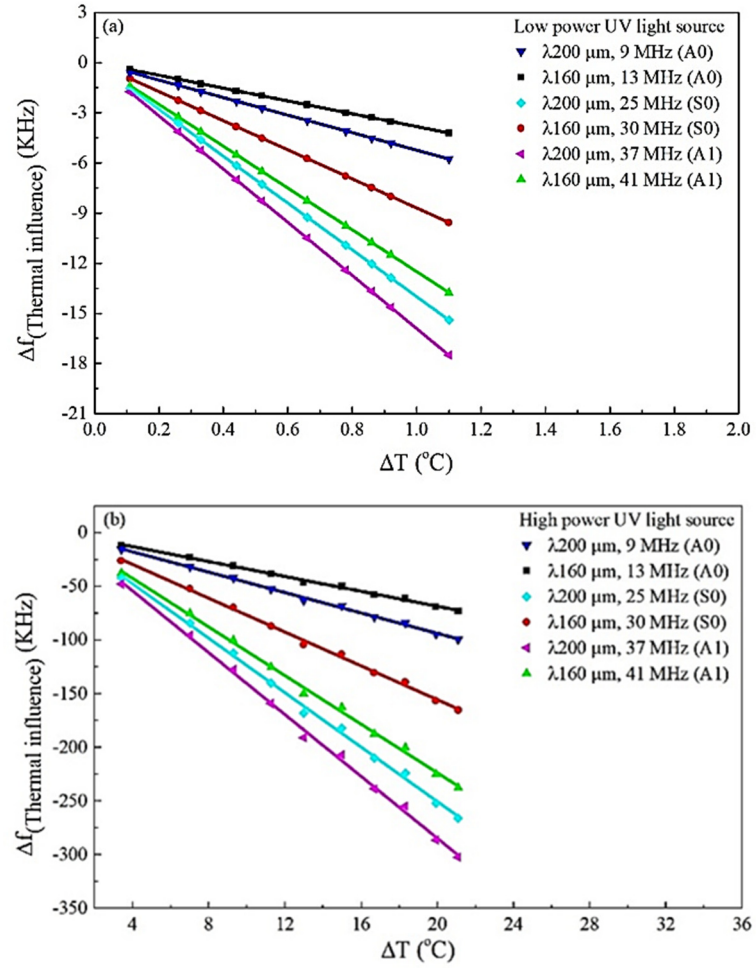 (a)
Low power UV light source
λ200 μm, 9 MHz (A0)
λ160 μm, 13 MHz (A0)
λ200 μm, 25 MHz (S0)
λ160 μm, 30 MHz (S0)
λ200 μm, 37 MHz (A1)
λ160 μm, 41 MHz (A1)
0
-3
-6
-9
-12
-15
-18
-21
Δf(Thermal influence) (KHz)
0.0 0.2 0.4 0.6 0.8 1.0 1.2 1.4 1.6 1.8 2.0
ΔT (°C)
(b)
High power UV light source
λ200 μm, 9 MHz (A0)
λ160 μm, 13 MHz (A0)
λ200 μm, 25 MHz (S0)
λ160 μm, 30 MHz (S0)
λ200 μm, 37 MHz (A1)
λ160 μm, 41 MHz (A1)
0
-50
-100
-150
-200
-250
-300
-350
Δf(Thermal influence) (KHz)
4 8 12 16 20 24 28 32 36
ΔT (°C)